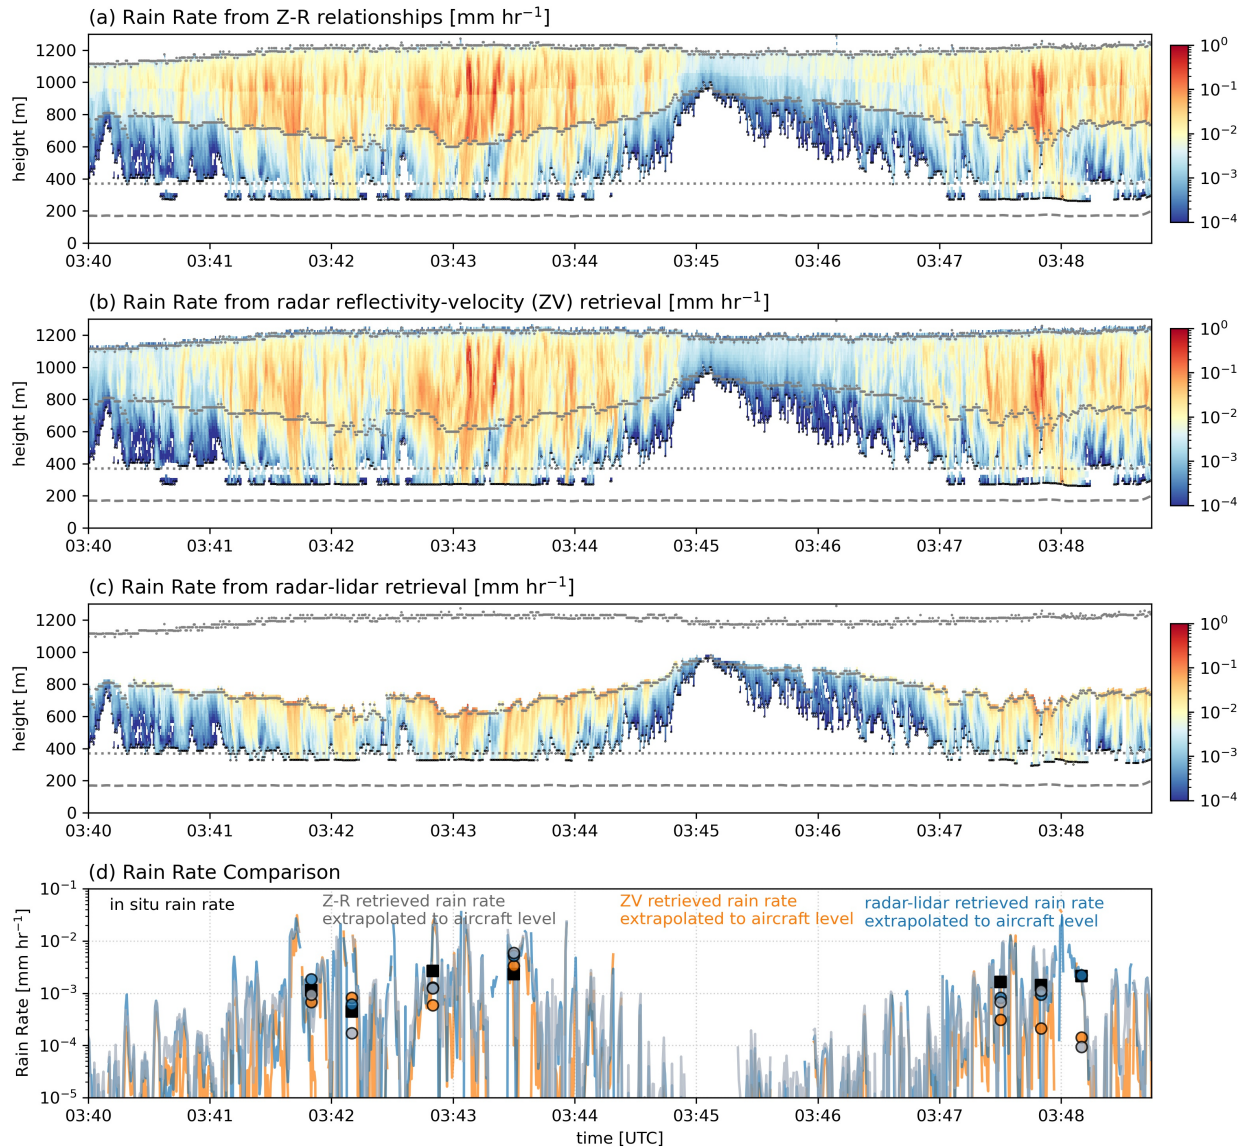 (a) Rain Rate from Z-R relationships [mm hr⁻¹]
height [m]
1200
1000
800
600
400
200
0
03:40 03:41 03:42 03:43 03:44 03:45 03:46 03:47 03:48
10⁰
10⁻¹
10⁻²
10⁻³
10⁻⁴
(b) Rain Rate from radar reflectivity-velocity (ZV) retrieval [mm hr⁻¹]
height [m]
1200
1000
800
600
400
200
0
03:40 03:41 03:42 03:43 03:44 03:45 03:46 03:47 03:48
10⁰
10⁻¹
10⁻²
10⁻³
10⁻⁴
(c) Rain Rate from radar-lidar retrieval [mm hr⁻¹]
height [m]
1200
1000
800
600
400
200
0
03:40 03:41 03:42 03:43 03:44 03:45 03:46 03:47 03:48
10⁰
10⁻¹
10⁻²
10⁻³
10⁻⁴
(d) Rain Rate Comparison
Rain Rate [mm hr⁻¹]
10⁻¹
10⁻²
10⁻³
10⁻⁴
10⁻⁵
in situ rain rate
Z-R retrieved rain rate
extrapolated to aircraft level
ZV retrieved rain rate
extrapolated to aircraft level
radar-lidar retrieved rain rate
extrapolated to aircraft level
03:40 03:41 03:42 03:43 03:44 03:45 03:46 03:47 03:48
time [UTC]